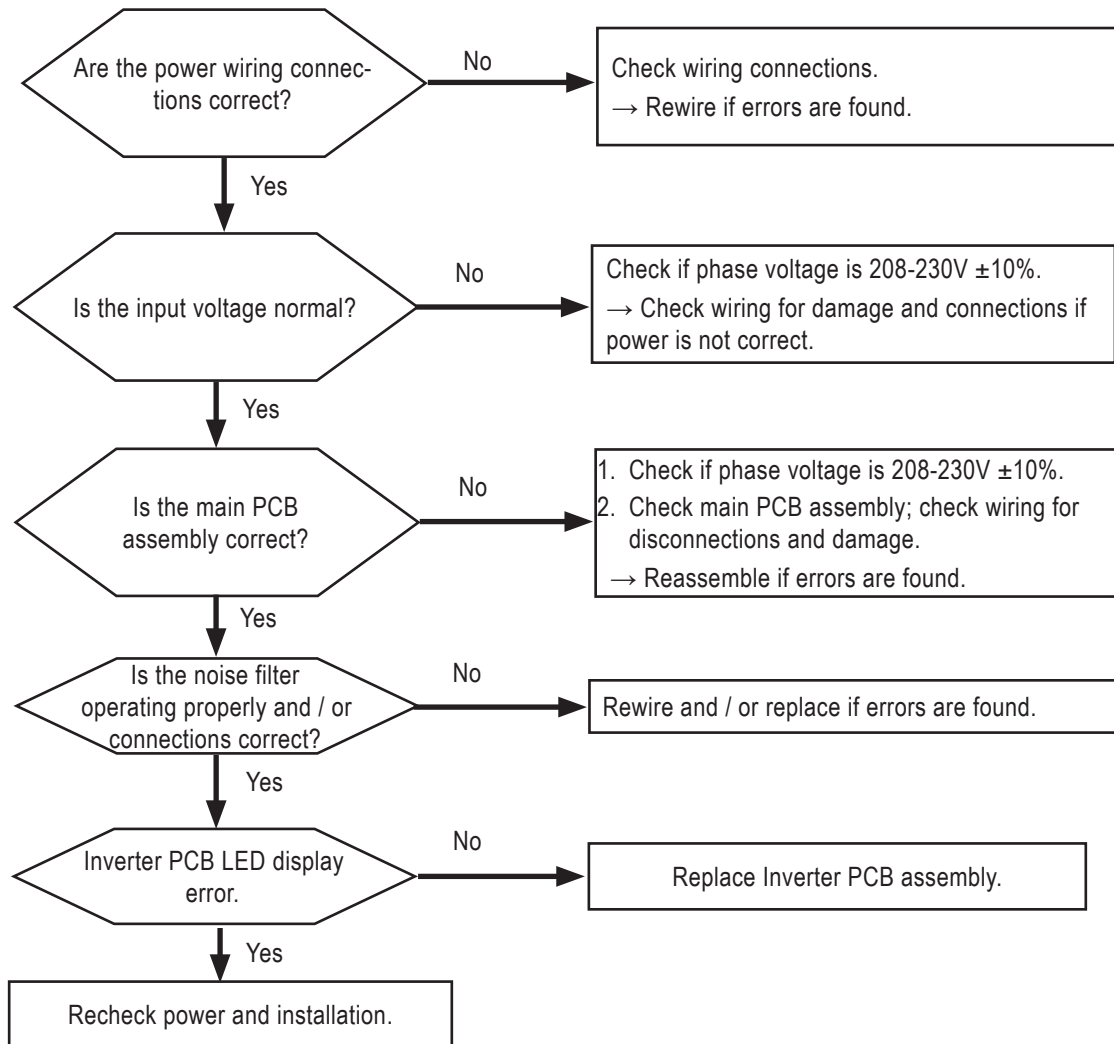 Are the power wiring connec-
tions correct?
No
Check wiring connections.
→ Rewire if errors are found.
Yes
Is the input voltage normal?
No
Check if phase voltage is 208-230V ±10%.
→ Check wiring for damage and connections if
power is not correct.
Yes
Is the main PCB
assembly correct?
No
1. Check if phase voltage is 208-230V ±10%.
2. Check main PCB assembly; check wiring for
disconnections and damage.
→ Reassemble if errors are found.
Yes
Is the noise filter
operating properly and / or
connections correct?
No
Rewire and / or replace if errors are found.
Yes
Inverter PCB LED display
error.
No
Replace Inverter PCB assembly.
Yes
Recheck power and installation.